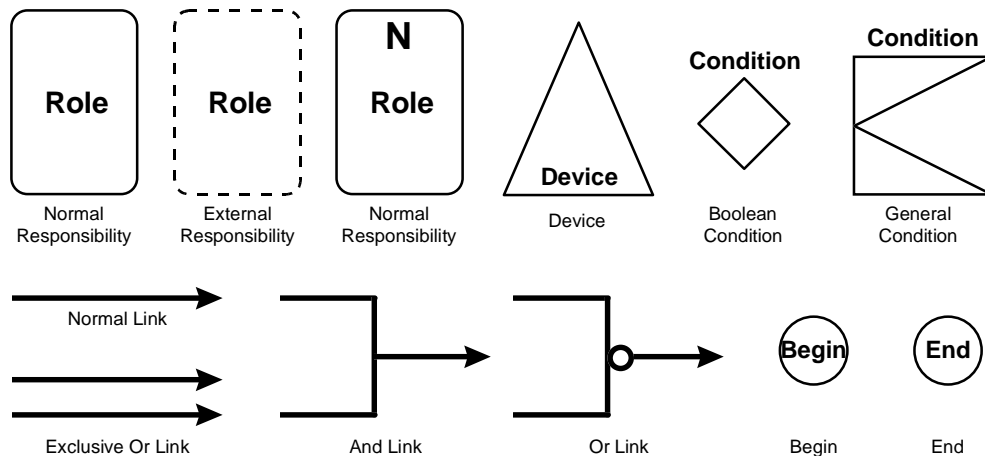 Role
Normal
Responsibility
Role
External
Responsibility
N
Role
Normal
Responsibility
Device
Device
Condition
Boolean
Condition
Condition
General
Condition
Normal Link
Exclusive Or Link
And Link
Or Link
Begin
Begin
End
End